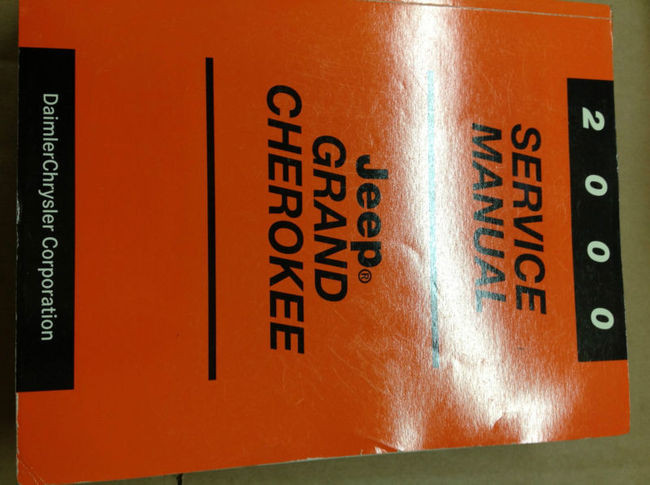 2000
SERVICE
MANUAL
Jeep®
GRAND
CHEROKEE
DaimlerChrysler Corporation